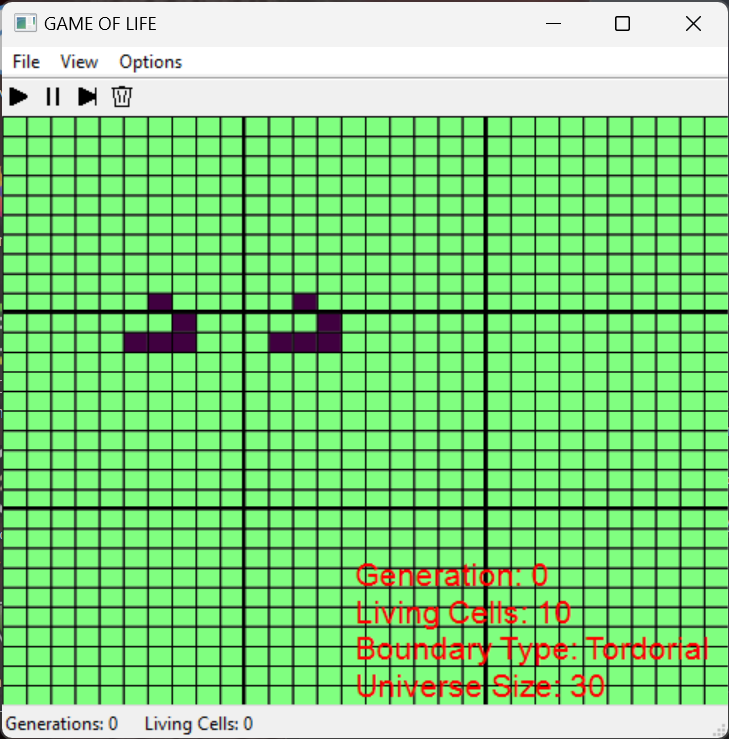 GAME OF LIFE
File View Options
Generation: 0
Living Cells: 10
Boundary Type: Tordorial
Universe Size: 30
Generations: 0 Living Cells: 0